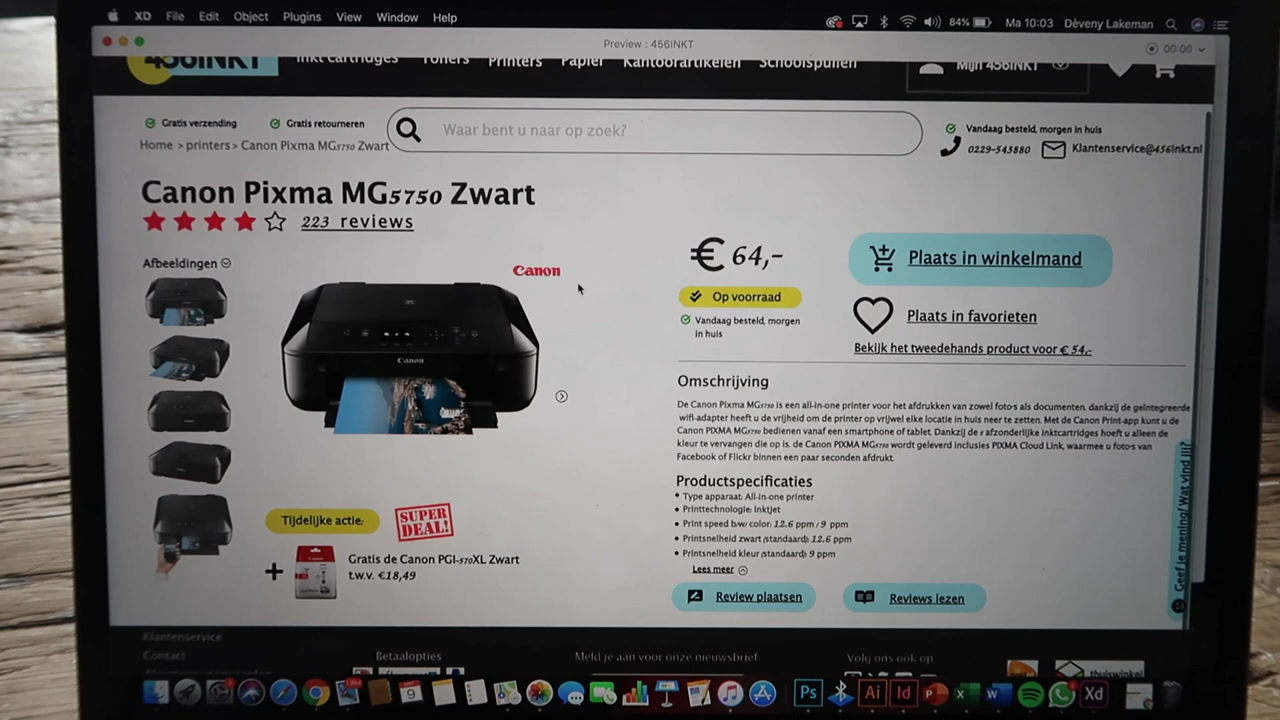 XD File Edit Object Plugins View Window Help
84% Ma 10:03 Dèveny Lakeman
Preview : 456INKT
00:00
456INKT Inkt cartridges Toners Printers Papier Kantoorartikelen Schoolspullen Mijn 456INKT
Gratis verzending Gratis retourneren
Waar bent u naar op zoek?
Vandaag besteld, morgen in huis
0229-543880 Klantenservice@456inkt.nl
Home > printers > Canon Pixma MG5750 Zwart
Canon Pixma MG5750 Zwart
223 reviews
Afbeeldingen
Canon
Canon
€ 64,-
Op voorraad
Vandaag besteld, morgen
in huis
Plaats in winkelmand
Plaats in favorieten
Bekijk het tweedehands product voor € 54,-
Omschrijving
De Canon Pixma MG5750 is een all-in-one printer voor het afdrukken van zowel foto's als documenten. dankzij de geïntegreerde
wifi-adapter heeft u de vrijheid om de printer op vrijwel elke locatie in huis neer te zetten. Met de Canon Print-app kunt u de
Canon PIXMA MG5750 bedienen vanaf een smartphone of tablet. Dankzij de 5 afzonderlijke inktcartridges hoeft u alleen de
kleur te vervangen die op is. de Canon PIXMA MG5750 wordt geleverd inclusies PIXMA Cloud Link, waarmee u foto's van
Facebook of Flickr binnen een paar seconden afdrukt.
Productspecificaties
• Type apparaat: All-in-one printer
• Printtechnologie: Inktjet
• Print speed b/w/color: 12.6 ppm / 9 ppm
• Printsnelheid zwart (standaard): 12.6 ppm
• Printsnelheid kleur (standaard): 9 ppm
Lees meer
Review plaatsen
Reviews lezen
Geef je mening! Wat vind jij?
Tijdelijke actie:
SUPER
DEAL!
+
Gratis de Canon PGI-570XL Zwart
t.w.v. €18,49
Klantenservice
Contact
Betaalopties
Meld je aan voor onze nieuwsbrief
Volg ons ook op
thuiswinkel
9
Ps Ai Id P X W Xd